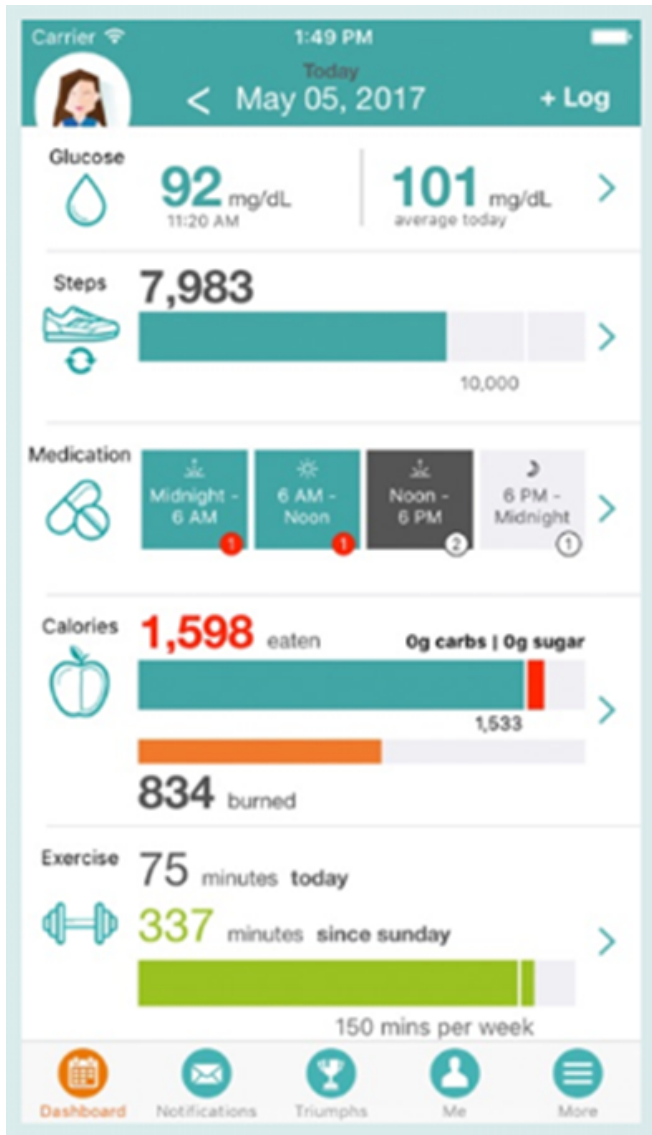 Carrier 1:49 PM
Today
< May 05, 2017 + Log
Glucose
92 mg/dL 101 mg/dL
11:20 AM average today
Steps 7,983
10,000
Medication
Midnight - 6 AM - Noon - 6 PM -
6 AM Noon 6 PM Midnight
1 1 2 1
Calories 1,598 eaten 0g carbs | 0g sugar
1,533
834 burned
Exercise 75 minutes today
337 minutes since sunday
150 mins per week
Dashboard Notifications Triumphs Me More